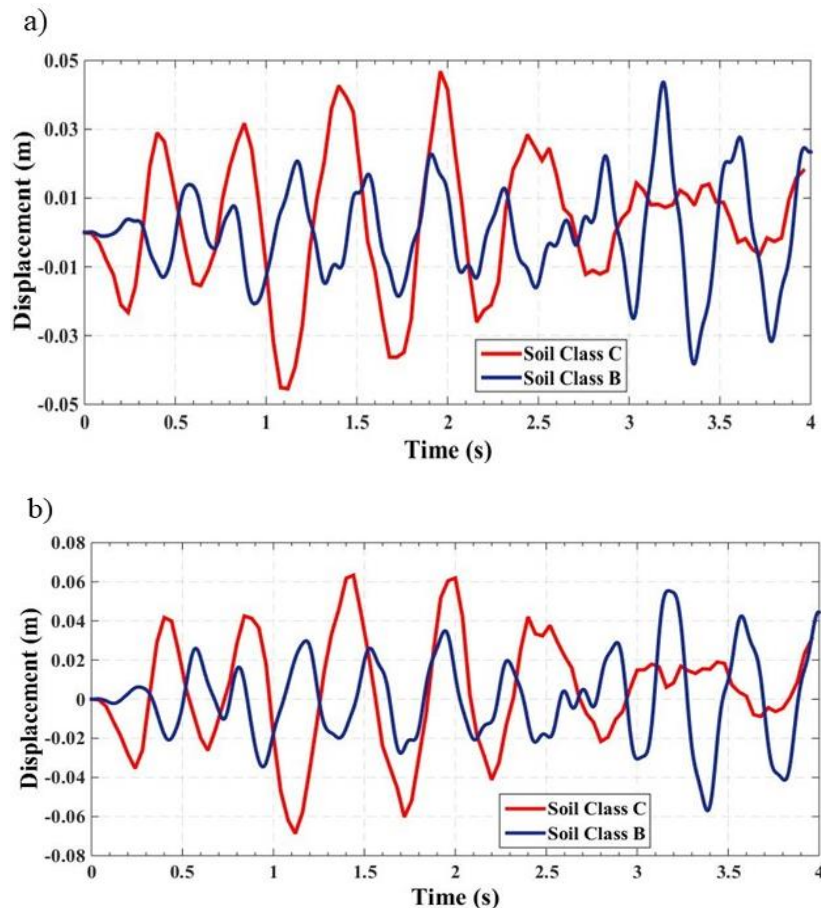 a)
0.05
0.03
0.01
-0.01
-0.03
-0.05
Displacement (m)
Soil Class C
Soil Class B
0 0.5 1 1.5 2 2.5 3 3.5 4
Time (s)
b)
0.08
0.06
0.04
0.02
0
-0.02
-0.04
-0.06
-0.08
Displacement (m)
Soil Class C
Soil Class B
0 0.5 1 1.5 2 2.5 3 3.5 4
Time (s)